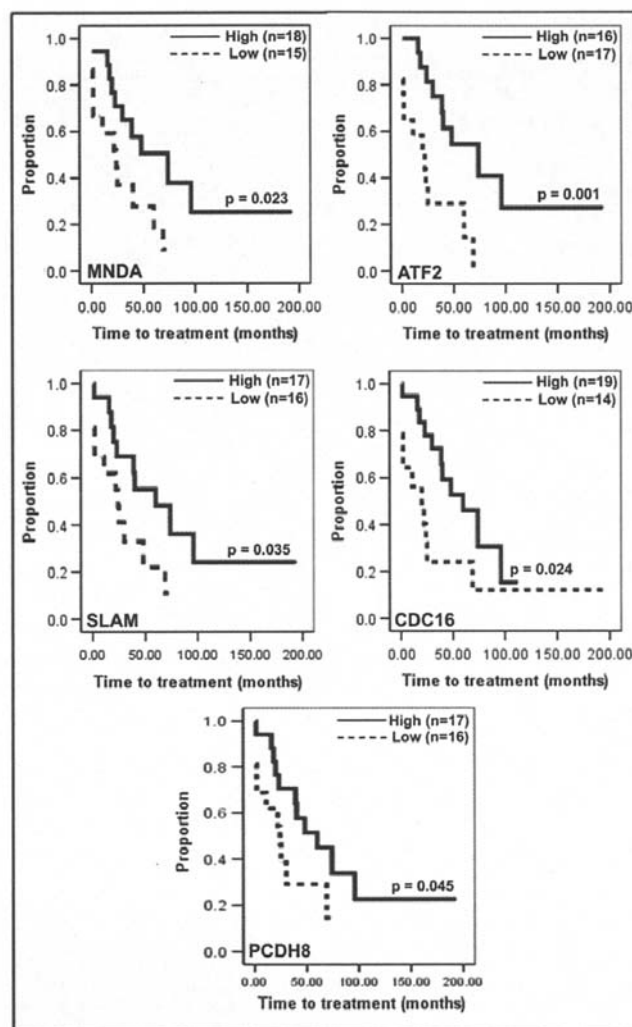 High (n=18)
Low (n=15)
Proportion
1.0
0.8
0.6
0.4
0.2
0.0
p = 0.023
MNDA
0.00 50.00 100.00 150.00 200.00
Time to treatment (months)
High (n=16)
Low (n=17)
Proportion
1.0
0.8
0.6
0.4
0.2
0.0
p = 0.001
ATF2
0.00 50.00 100.00 150.00 200.00
Time to treatment (months)
High (n=17)
Low (n=16)
Proportion
1.0
0.8
0.6
0.4
0.2
0.0
p = 0.035
SLAM
0.00 50.00 100.00 150.00 200.00
Time to treatment (months)
High (n=19)
Low (n=14)
Proportion
1.0
0.8
0.6
0.4
0.2
0.0
p = 0.024
CDC16
0.00 50.00 100.00 150.00 200.00
Time to treatment (months)
High (n=17)
Low (n=16)
Proportion
1.0
0.8
0.6
0.4
0.2
0.0
p = 0.045
PCDH8
0.00 50.00 100.00 150.00 200.00
Time to treatment (months)